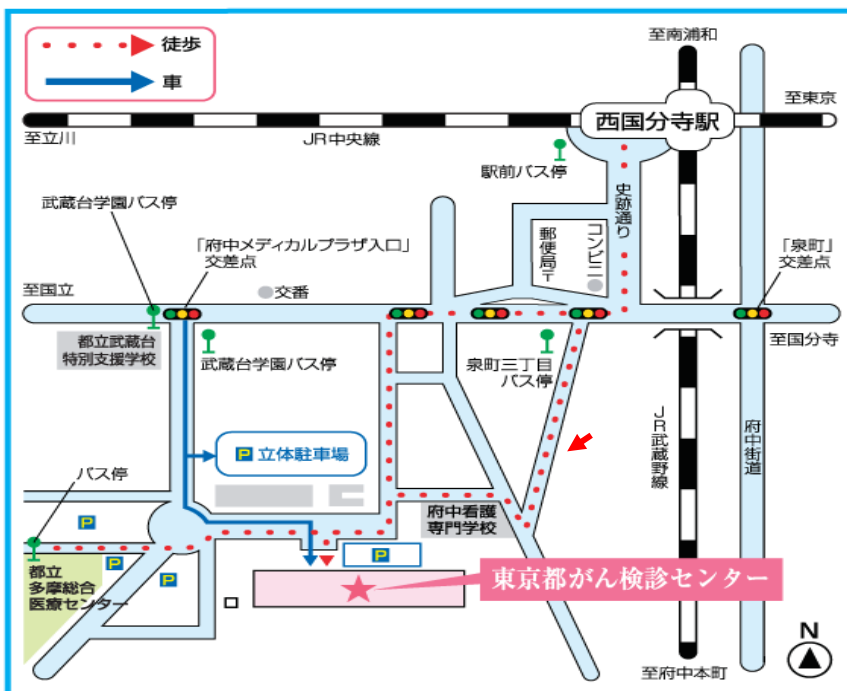 徒歩
車
至南浦和
至東京
西国分寺駅
至立川
JR中央線
駅前バス停
武蔵台学園バス停
史跡通り
「府中メディカルプラザ入口」
交差点
郵便局〒
コンビニ
「泉町」
交差点
至国立
交番
都立武蔵台
特別支援学校
武蔵台学園バス停
泉町三丁目
バス停
至国分寺
JR武蔵野線
府中街道
P 立体駐車場
バス停
P
府中看護
専門学校
P
P
P
都立
多摩総合
医療センター
東京都がん検診センター
N
至府中本町